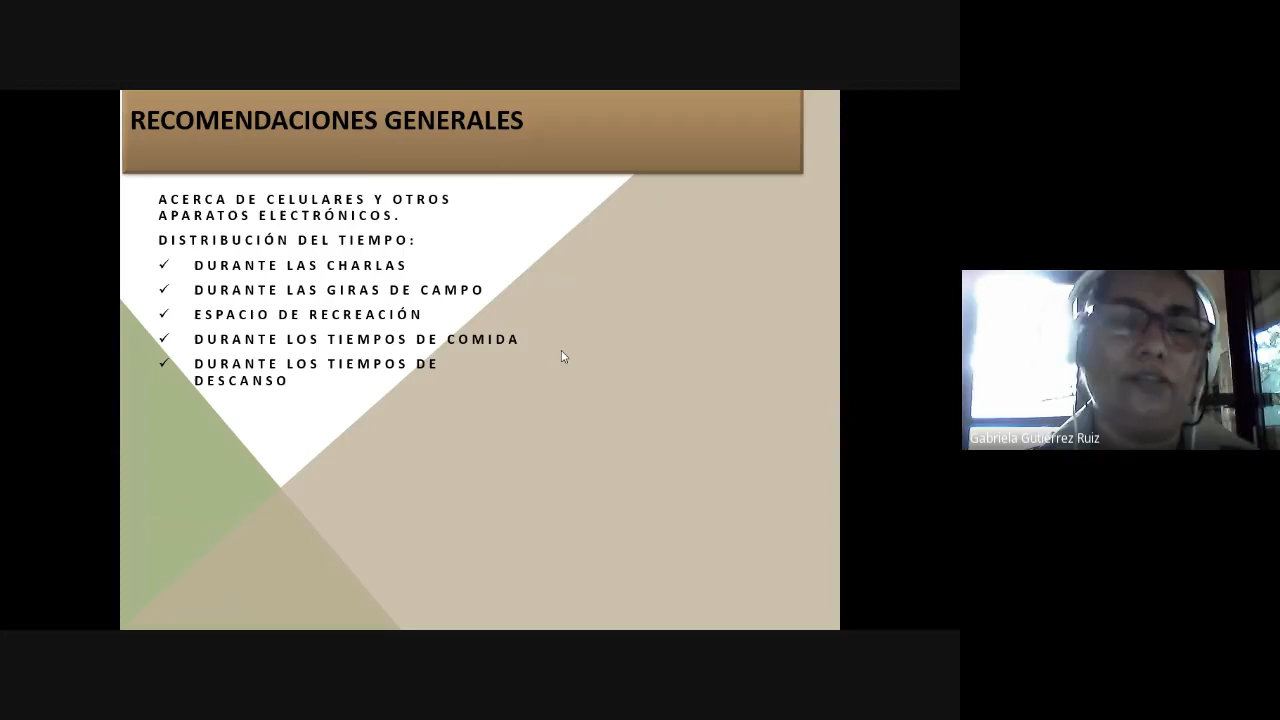 RECOMENDACIONES GENERALES
ACERCA DE CELULARES Y OTROS
APARATOS ELECTRÓNICOS.
DISTRIBUCIÓN DEL TIEMPO:
✓ DURANTE LAS CHARLAS
✓ DURANTE LAS GIRAS DE CAMPO
✓ ESPACIO DE RECREACIÓN
✓ DURANTE LOS TIEMPOS DE COMIDA
✓ DURANTE LOS TIEMPOS DE
DESCANSO
Gabriela Gutiérrez Ruiz